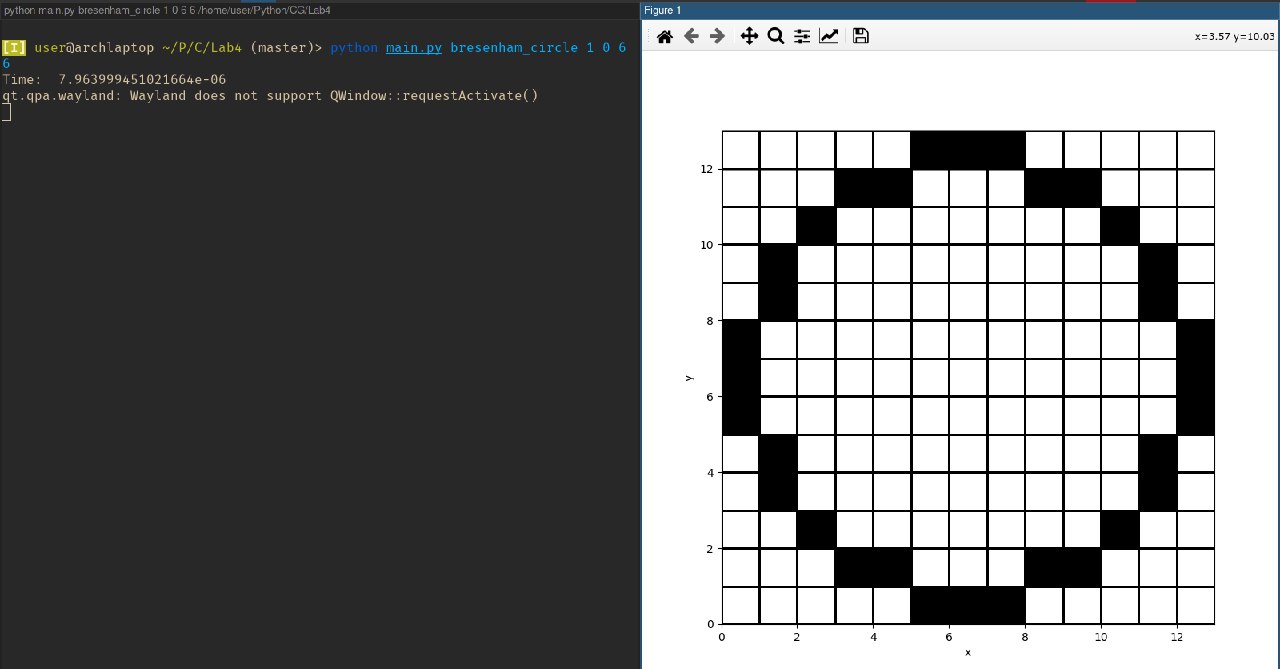 python main.py bresenham_circle 1 0 6 6 /home/user/Python/CG/Lab4
[I] user@archlaptop ~/P/C/Lab4 (master)> python main.py bresenham_circle 1 0 6
6
Time:  7.963999451021664e-06
qt.qpa.wayland: Wayland does not support QWindow::requestActivate()
Figure 1
x=3.57 y=10.03
12
10
8
6
4
2
0
y
0 2 4 6 8 10 12
x